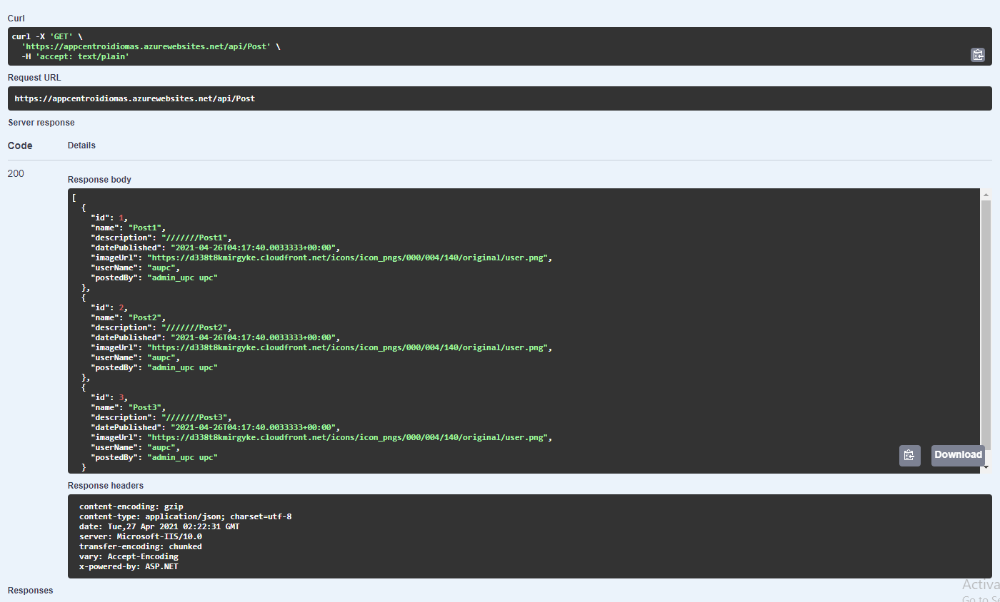 Curl
curl -X 'GET' \
'https://appcentroidiomas.azurewebsites.net/api/Post' \
-H 'accept: text/plain'
Request URL
https://appcentroidiomas.azurewebsites.net/api/Post
Server response
Code Details
200
Response body
[
{
"id": 1,
"name": "Post1",
"description": "///////Post1",
"datePublished": "2021-04-26T04:17:40.0033333+00:00",
"imageUrl": "https://d338t8kmirgyke.cloudfront.net/icons/icon_pngs/000/004/140/original/user.png",
"userName": "aupc",
"postedBy": "admin_upc upc"
},
{
"id": 2,
"name": "Post2",
"description": "///////Post2",
"datePublished": "2021-04-26T04:17:40.0033333+00:00",
"imageUrl": "https://d338t8kmirgyke.cloudfront.net/icons/icon_pngs/000/004/140/original/user.png",
"userName": "aupc",
"postedBy": "admin_upc upc"
},
{
"id": 3,
"name": "Post3",
"description": "///////Post3",
"datePublished": "2021-04-26T04:17:40.0033333+00:00",
"imageUrl": "https://d338t8kmirgyke.cloudfront.net/icons/icon_pngs/000/004/140/original/user.png",
"userName": "aupc",
"postedBy": "admin_upc upc"
}
Download
Response headers
content-encoding: gzip
content-type: application/json; charset=utf-8
date: Tue,27 Apr 2021 02:22:31 GMT
server: Microsoft-IIS/10.0
transfer-encoding: chunked
vary: Accept-Encoding
x-powered-by: ASP.NET
Responses
Activa
Go to Se